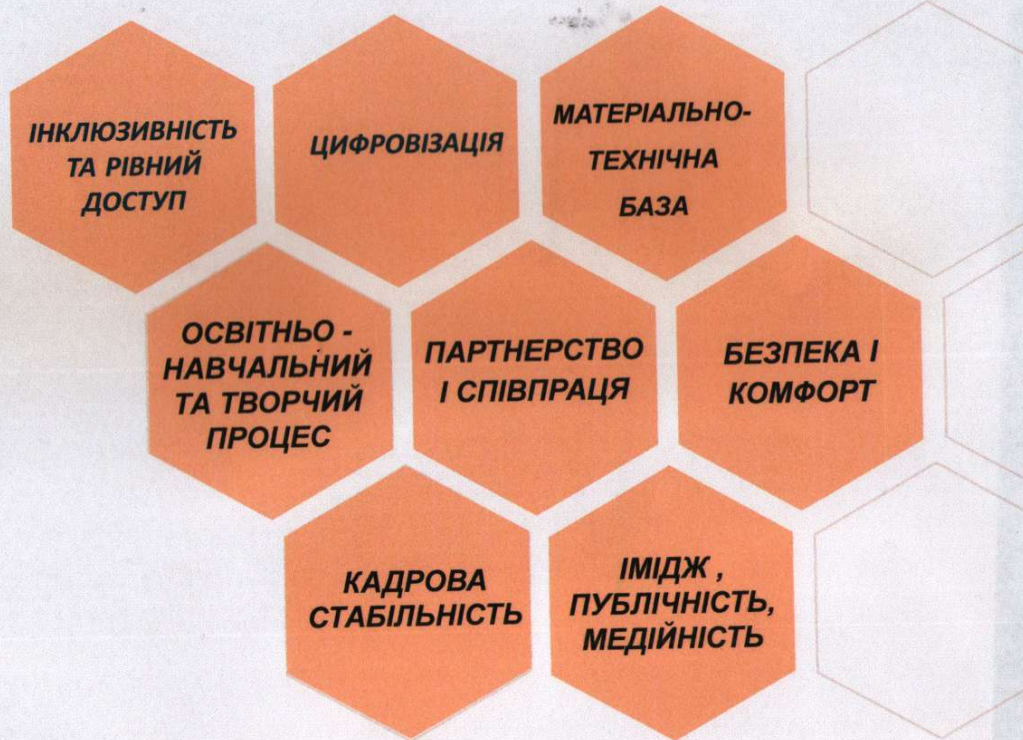 ІНКЛЮЗИВНІСТЬ
ТА РІВНИЙ
ДОСТУП
ЦИФРОВІЗАЦІЯ
МАТЕРІАЛЬНО-
ТЕХНІЧНА
БАЗА
ОСВІТНЬО -
НАВЧАЛЬНИЙ
ТА ТВОРЧИЙ
ПРОЦЕС
ПАРТНЕРСТВО
І СПІВПРАЦЯ
БЕЗПЕКА І
КОМФОРТ
КАДРОВА
СТАБІЛЬНІСТЬ
ІМІДЖ ,
ПУБЛІЧНІСТЬ,
МЕДІЙНІСТЬ